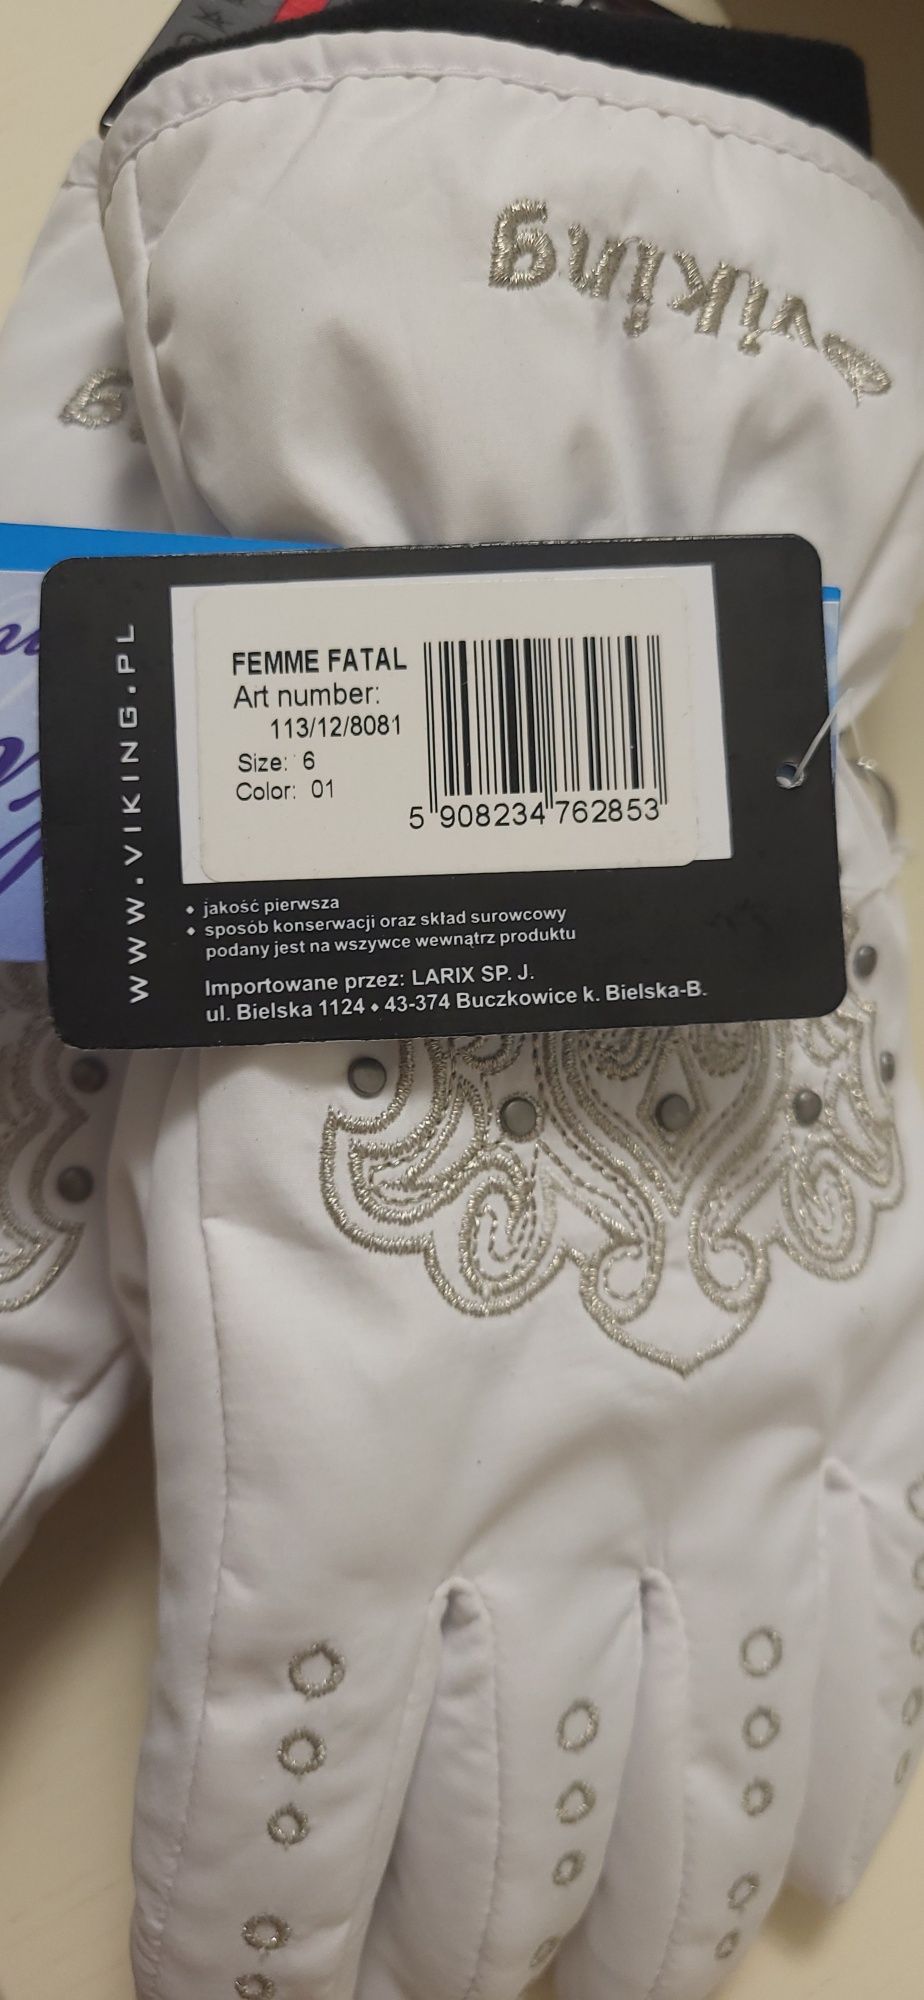 viking
WWW.VIKING.PL
FEMME FATAL
Art number:
113/12/8081
Size: 6
Color: 01
5 908234 762853
• jakość pierwsza
• sposób konserwacji oraz skład surowcowy
podany jest na wszywce wewnątrz produktu
Importowane przez: LARIX SP. J.
ul. Bielska 1124 • 43-374 Buczkowice k. Bielska-B.